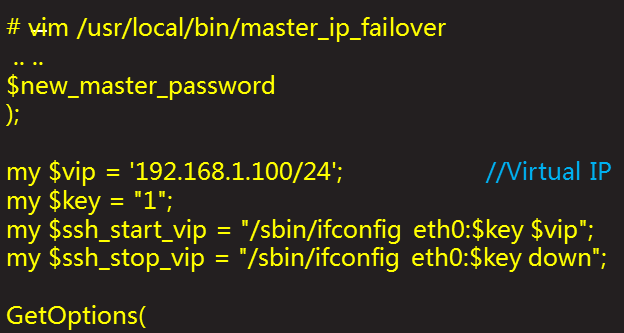 # vim /usr/local/bin/master_ip_failover
.. ..
$new_master_password
);
my $vip = '192.168.1.100/24'; //Virtual IP
my $key = "1";
my $ssh_start_vip = "/sbin/ifconfig eth0:$key $vip";
my $ssh_stop_vip = "/sbin/ifconfig eth0:$key down";
GetOptions(